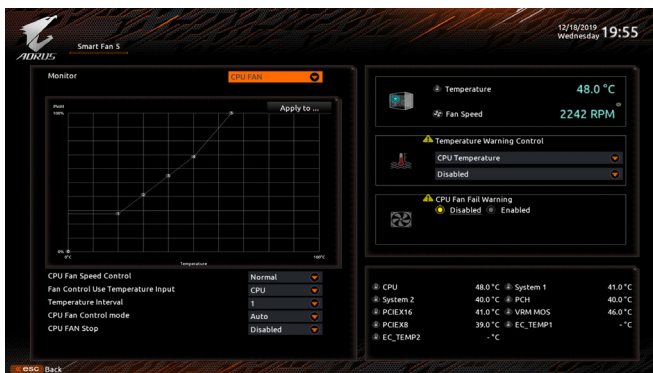 AORUS
Smart Fan 5
12/18/2019
Wednesday 19:55
Monitor CPU FAN
PWM
100%
Apply to ...
0%
0°C
100°C
Temperature
CPU Fan Speed Control Normal
Fan Control Use Temperature Input CPU
Temperature Interval 1
CPU Fan Control mode Auto
CPU FAN Stop Disabled
Temperature 48.0 °C
Fan Speed 2242 RPM
Temperature Warning Control
CPU Temperature
Disabled
CPU Fan Fail Warning
Disabled Enabled
CPU 48.0°C System 1 41.0°C
System 2 40.0°C PCH 40.0°C
PCIEX16 41.0°C VRM MOS 46.0°C
PCIEX8 39.0°C EC_TEMP1 -°C
EC_TEMP2 -°C
esc Back